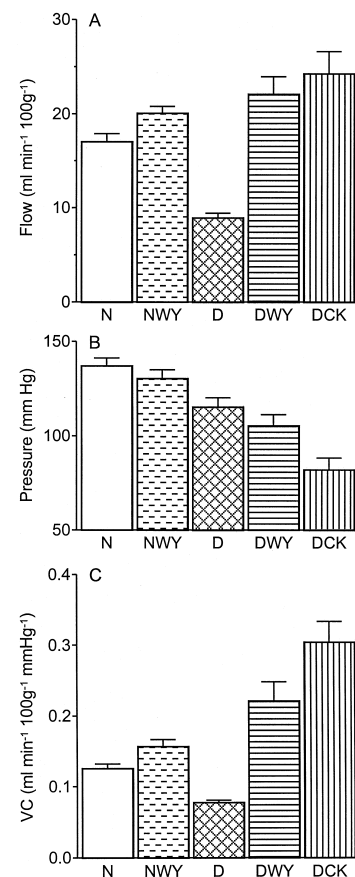 A
30
20
10
0
Flow (ml min⁻¹ 100g⁻¹)
N NWY D DWY DCK
B
150
100
50
Pressure (mm Hg)
N NWY D DWY DCK
C
0.4
0.3
0.2
0.1
0.0
VC (ml min⁻¹ 100g⁻¹ mmHg⁻¹)
N NWY D DWY DCK